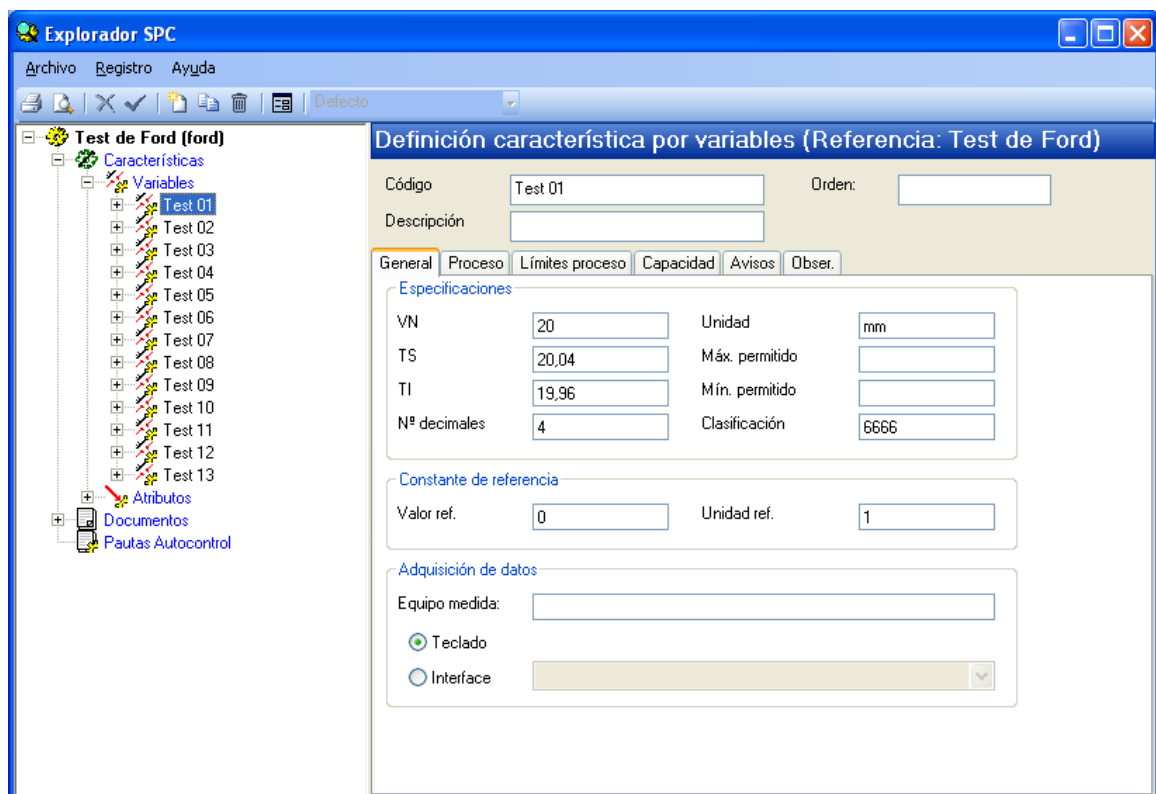 Explorador SPC
Archivo Registro Ayuda
Defecto
Test de Ford (ford)
Características
Variables
Test 01
Test 02
Test 03
Test 04
Test 05
Test 06
Test 07
Test 08
Test 09
Test 10
Test 11
Test 12
Test 13
Atributos
Documentos
Pautas Autocontrol
Definición característica por variables (Referencia: Test de Ford)
Código Test 01 Orden:
Descripción
General Proceso Límites proceso Capacidad Avisos Obser.
Especificaciones
VN 20 Unidad mm
TS 20,04 Máx. permitido
TI 19,96 Mín. permitido
Nº decimales 4 Clasificación 6666
Constante de referencia
Valor ref. 0 Unidad ref. 1
Adquisición de datos
Equipo medida:
Teclado
Interface